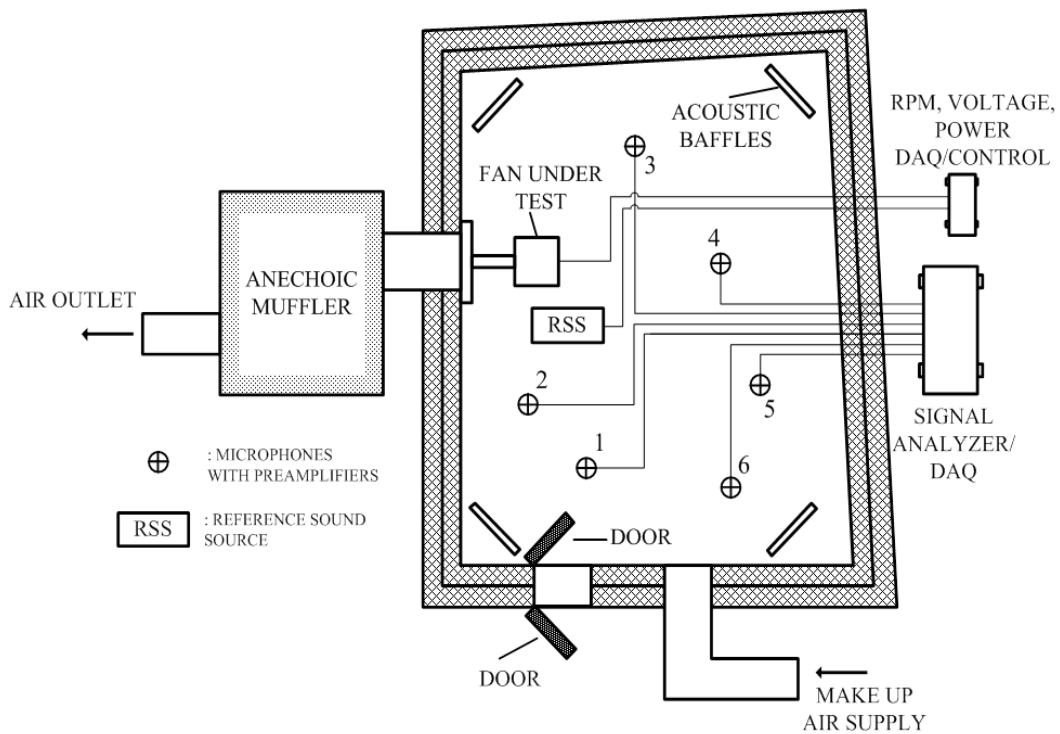 ACOUSTIC
BAFFLES
RPM, VOLTAGE,
POWER
DAQ/CONTROL
3
FAN UNDER
TEST
4
ANECHOIC
MUFFLER
AIR OUTLET
RSS
2
5
SIGNAL
ANALYZER/
DAQ
1
6
: MICROPHONES
WITH PREAMPLIFIERS
RSS
: REFERENCE SOUND
SOURCE
DOOR
DOOR
MAKE UP
AIR SUPPLY